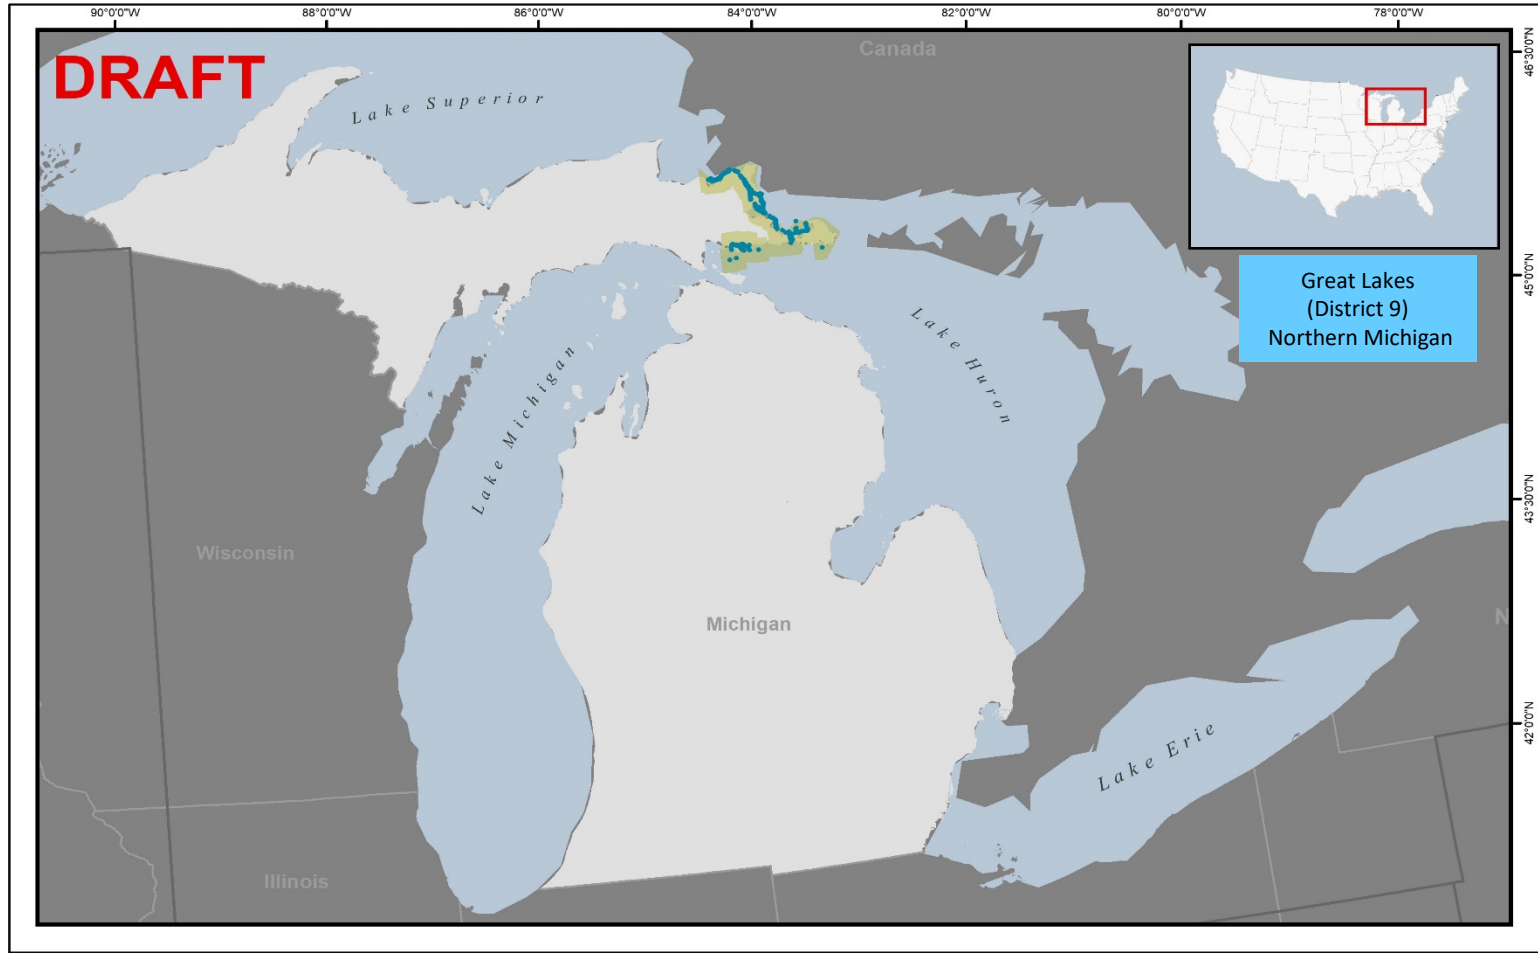 90°0'0"W 88°0'0"W 86°0'0"W 84°0'0"W 82°0'0"W 80°0'0"W 78°0'0"W
DRAFT
Canada
46°30'0"N
Lake Superior
45°0'0"N
Great Lakes
(District 9)
Northern Michigan
Lake Huron
Lake Michigan
43°30'0"N
Wisconsin
Michigan
N
42°0'0"N
Lake Erie
Illinois